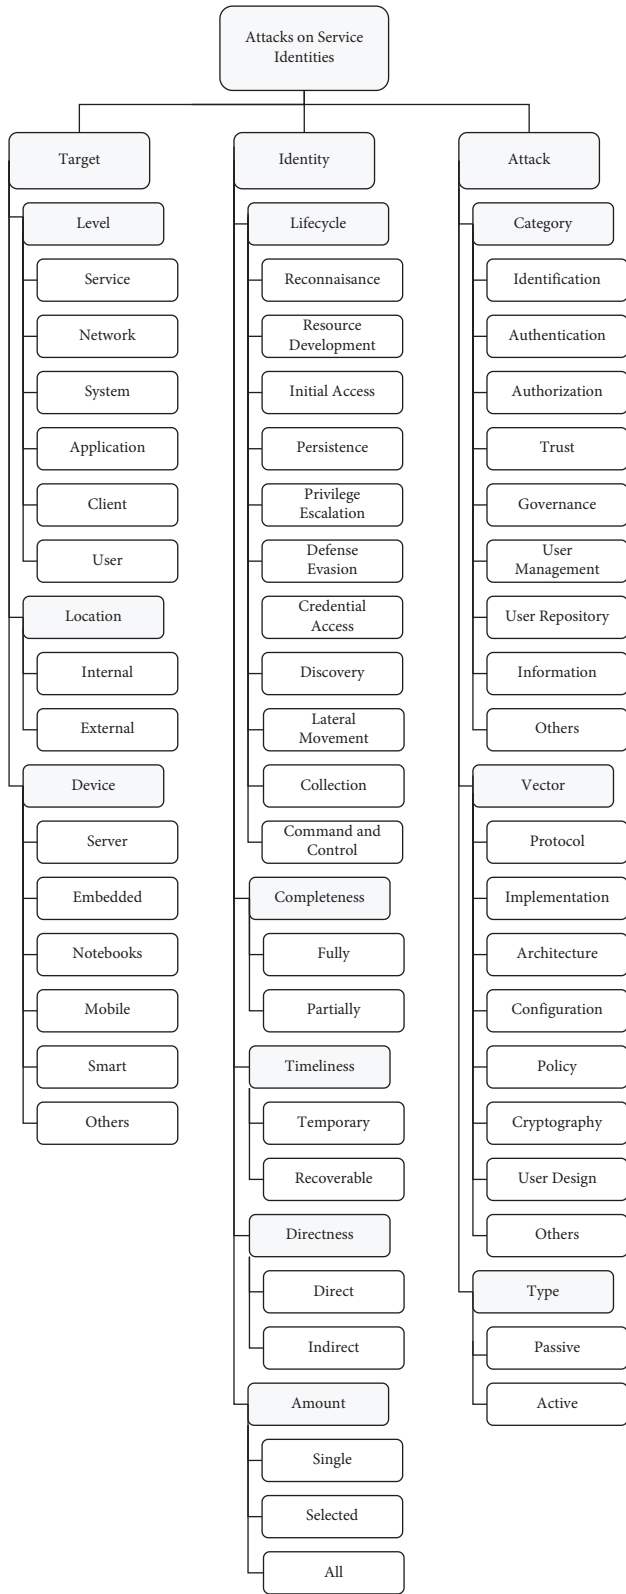 Attacks on Service
Identities
Target
Level
Service
Network
System
Application
Client
User
Location
Internal
External
Device
Server
Embedded
Notebooks
Mobile
Smart
Others
Identity
Lifecycle
Reconnaisance
Resource
Development
Initial Access
Persistence
Privilege
Escalation
Defense
Evasion
Credential
Access
Discovery
Lateral
Movement
Collection
Command and
Control
Completeness
Fully
Partially
Timeliness
Temporary
Recoverable
Directness
Direct
Indirect
Amount
Single
Selected
All
Attack
Category
Identification
Authentication
Authorization
Trust
Governance
User
Management
User Repository
Information
Others
Vector
Protocol
Implementation
Architecture
Configuration
Policy
Cryptography
User Design
Others
Type
Passive
Active